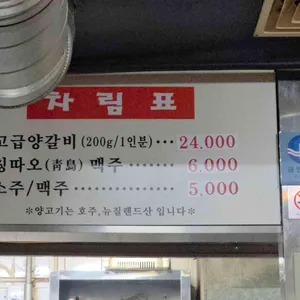 차림표
고급양갈비 (200g/1인분) ··· 24,000
칭따오(靑島) 맥주 ····· 6,000
소주/맥주 ··············· 5,000
※양고기는 호주,뉴질랜드산 입니다※